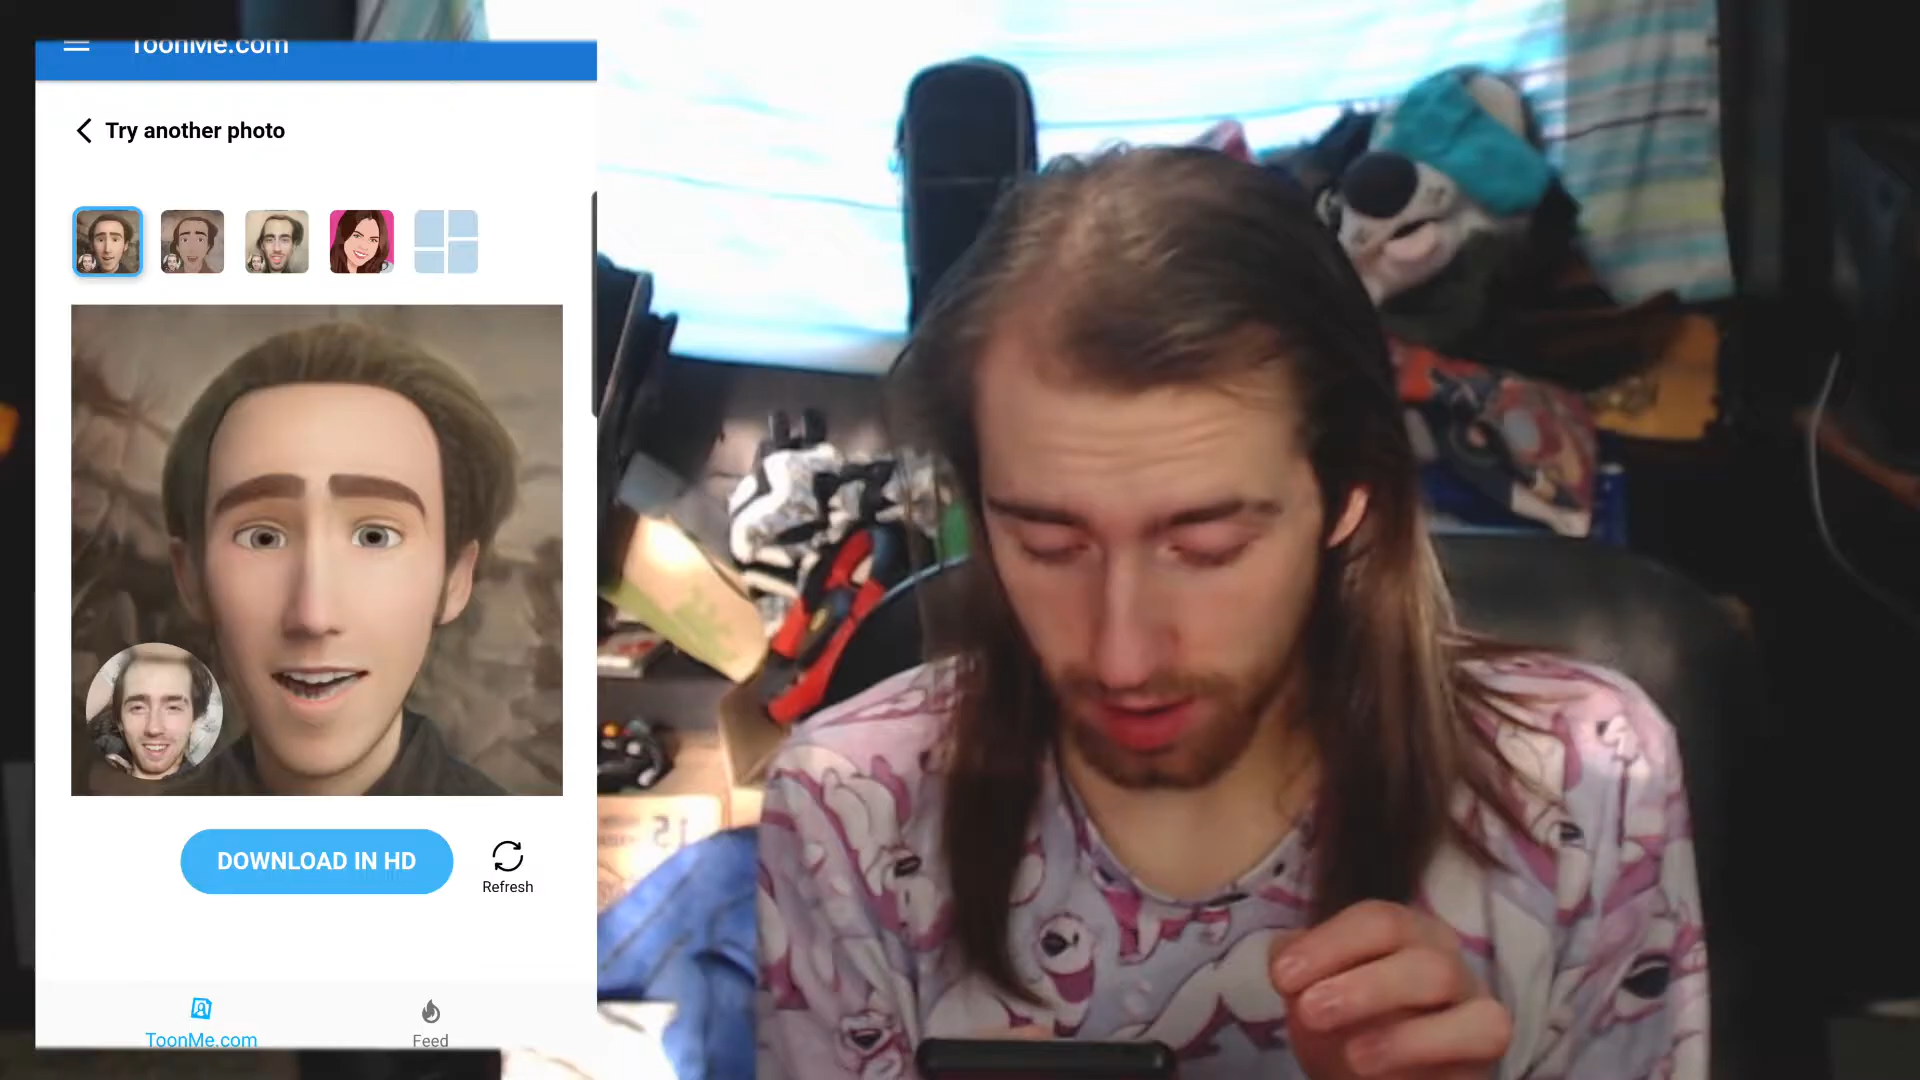 ToonMe.com
Try another photo
DOWNLOAD IN HD
Refresh
ToonMe.com
Feed